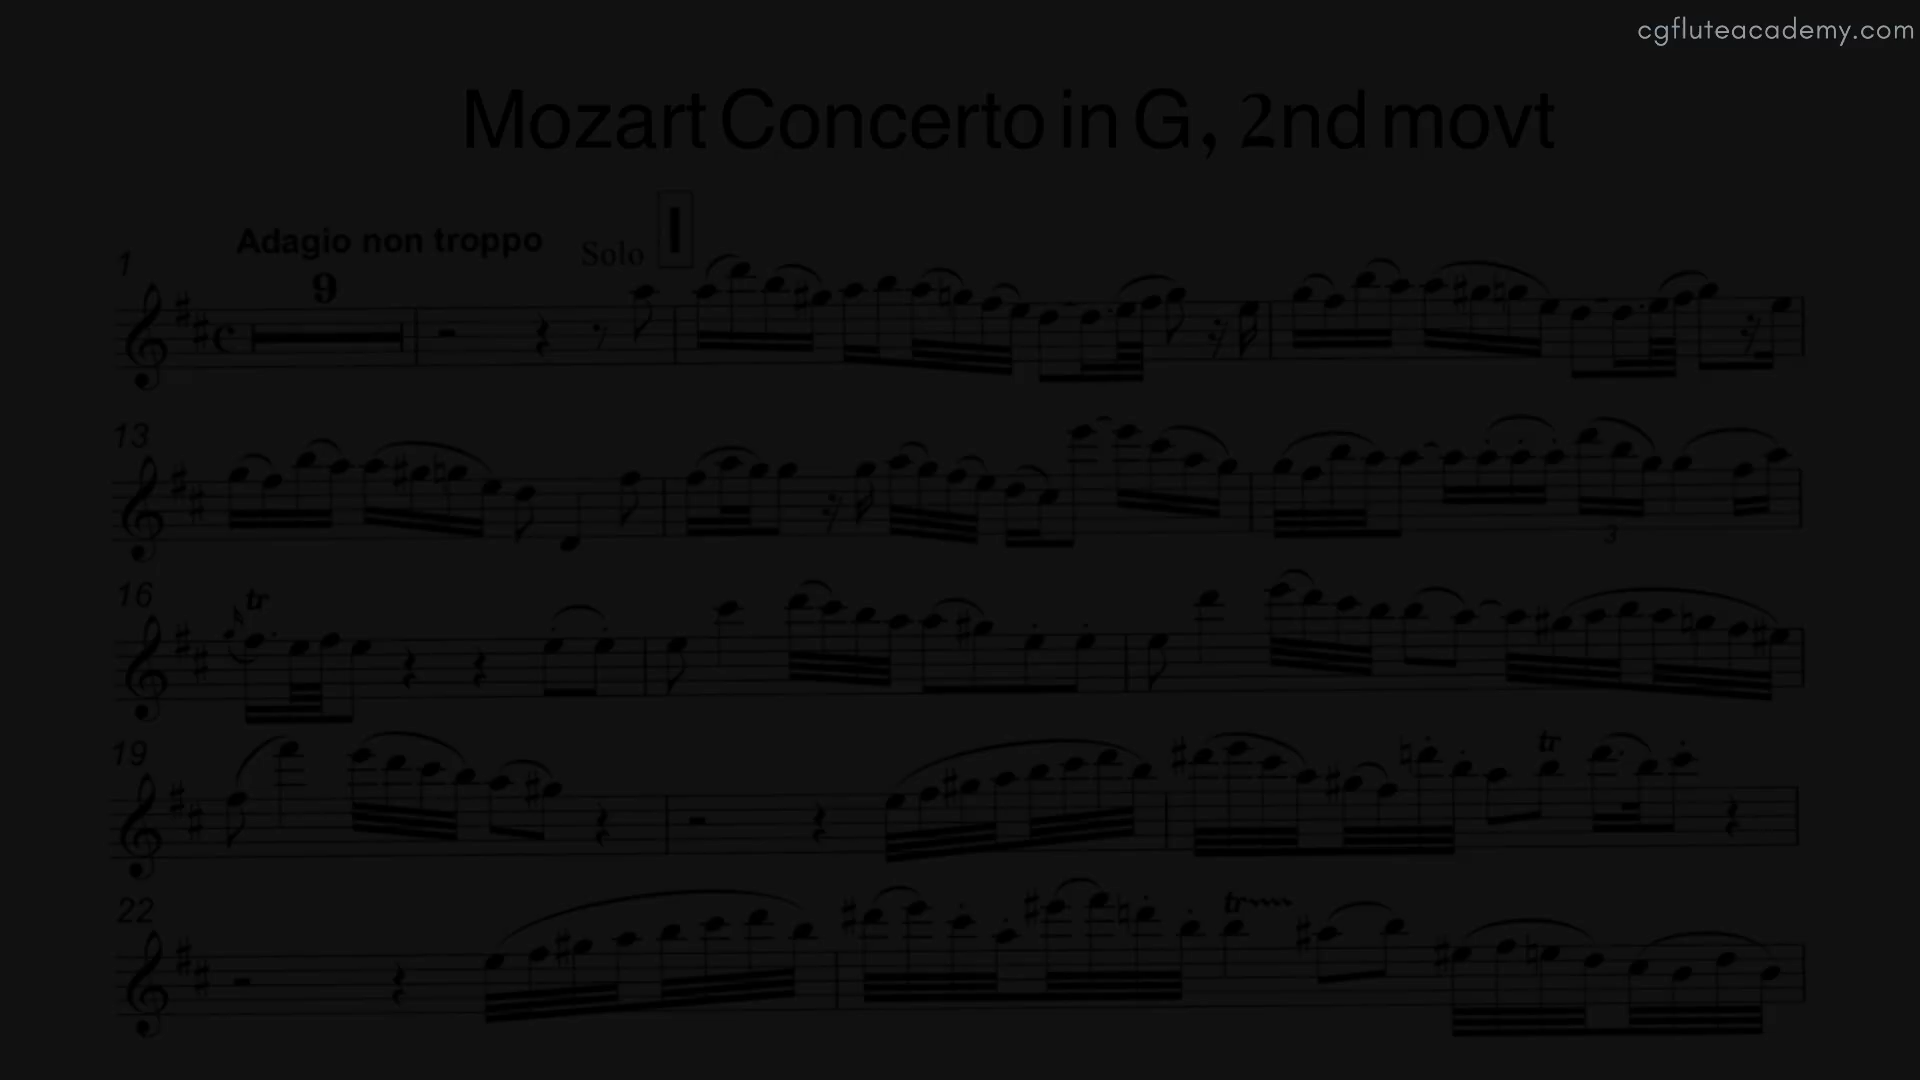 cgfluteacademy.com
Mozart Concerto in G, 2nd movt
I
Adagio non troppo
Solo
1
9
13
3
16
tr
19
tr
22
tr